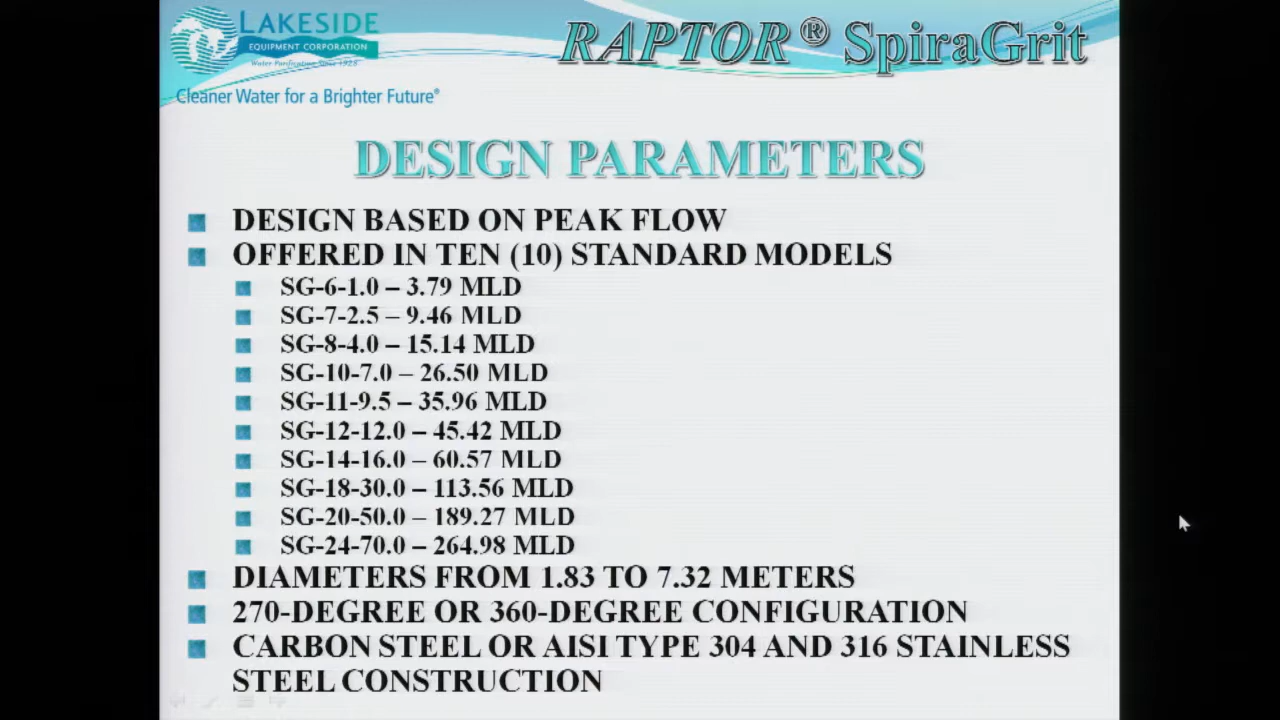 LAKESIDE
EQUIPMENT CORPORATION
Water Purification Since 1928
Cleaner Water for a Brighter Future®
RAPTOR® SpiraGrit
DESIGN PARAMETERS
DESIGN BASED ON PEAK FLOW
OFFERED IN TEN (10) STANDARD MODELS
SG-6-1.0 – 3.79 MLD
SG-7-2.5 – 9.46 MLD
SG-8-4.0 – 15.14 MLD
SG-10-7.0 – 26.50 MLD
SG-11-9.5 – 35.96 MLD
SG-12-12.0 – 45.42 MLD
SG-14-16.0 – 60.57 MLD
SG-18-30.0 – 113.56 MLD
SG-20-50.0 – 189.27 MLD
SG-24-70.0 – 264.98 MLD
DIAMETERS FROM 1.83 TO 7.32 METERS
270-DEGREE OR 360-DEGREE CONFIGURATION
CARBON STEEL OR AISI TYPE 304 AND 316 STAINLESS
STEEL CONSTRUCTION